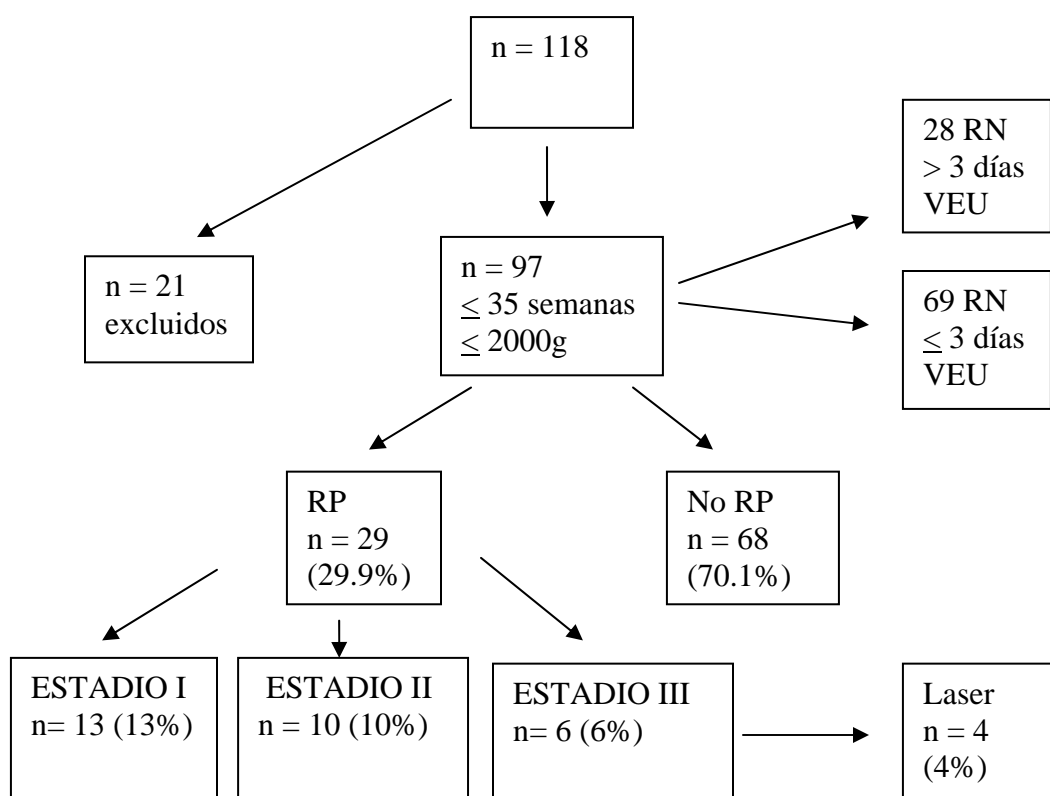 n = 118
28 RN
> 3 días
VEU
n = 21
excluidos
n = 97
≤ 35 semanas
≤ 2000g
69 RN
≤ 3 días
VEU
RP
n = 29
(29.9%)
No RP
n = 68
(70.1%)
ESTADIO I
n= 13 (13%)
ESTADIO II
n = 10 (10%)
ESTADIO III
n= 6 (6%)
Laser
n = 4
(4%)